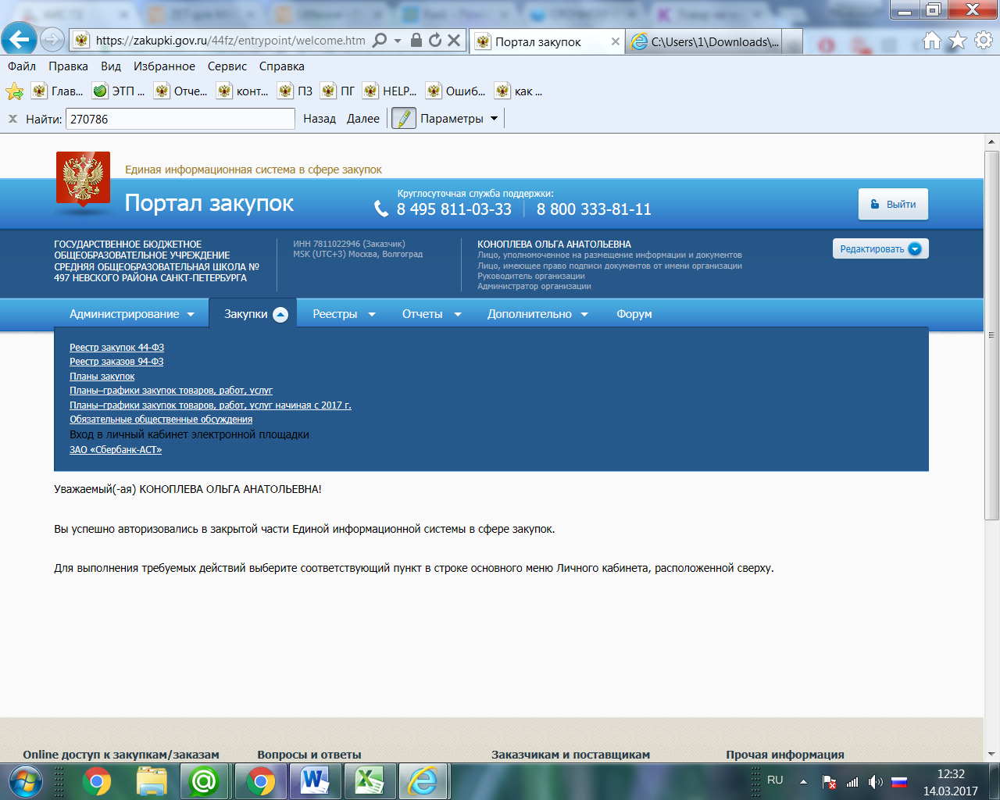 https://zakupki.gov.ru/44fz/entrypoint/welcome.htm
Портал закупок
C:\Users\1\Downloads\...
Файл Правка Вид Избранное Сервис Справка
Глав... ЭТП ... Отче... конт... ПЗ ПГ HELP... Ошиб... как ...
x Найти: 270786 Назад Далее Параметры
Единая информационная система в сфере закупок
Портал закупок
Круглосуточная служба поддержки:
8 495 811-03-33 8 800 333-81-11
Выйти
ГОСУДАРСТВЕННОЕ БЮДЖЕТНОЕ
ОБЩЕОБРАЗОВАТЕЛЬНОЕ УЧРЕЖДЕНИЕ
СРЕДНЯЯ ОБЩЕОБРАЗОВАТЕЛЬНАЯ ШКОЛА №
497 НЕВСКОГО РАЙОНА САНКТ-ПЕТЕРБУРГА
ИНН 7811022946 (Заказчик)
MSK (UTC+3) Москва, Волгоград
КОНОПЛЕВА ОЛЬГА АНАТОЛЬЕВНА
Лицо, уполномоченное на размещение информации и документов
Лицо, имеющее право подписи документов от имени организации
Руководитель организации
Администратор организации
Редактировать
Администрирование Закупки Реестры Отчеты Дополнительно Форум
Реестр закупок 44-ФЗ
Реестр заказов 94-ФЗ
Планы закупок
Планы–графики закупок товаров, работ, услуг
Планы–графики закупок товаров, работ, услуг начиная с 2017 г.
Обязательные общественные обсуждения
Вход в личный кабинет электронной площадки
ЗАО «Сбербанк-АСТ»
Уважаемый(-ая) КОНОПЛЕВА ОЛЬГА АНАТОЛЬЕВНА!
Вы успешно авторизовались в закрытой части Единой информационной системы в сфере закупок.
Для выполнения требуемых действий выберите соответствующий пункт в строке основного меню Личного кабинета, расположенной сверху.
Online доступ к закупкам/заказам Вопросы и ответы Заказчикам и поставщикам Прочая информация
RU
12:32
14.03.2017